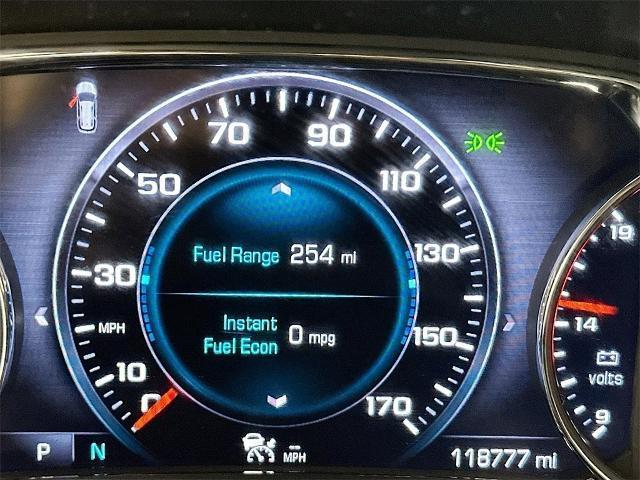 70 90
50 110
19
Fuel Range 254 mi
130
30
MPH
14
Instant
Fuel Econ 0 mpg
150
volts
10
0
170
9
P N
MPH
118777 mi